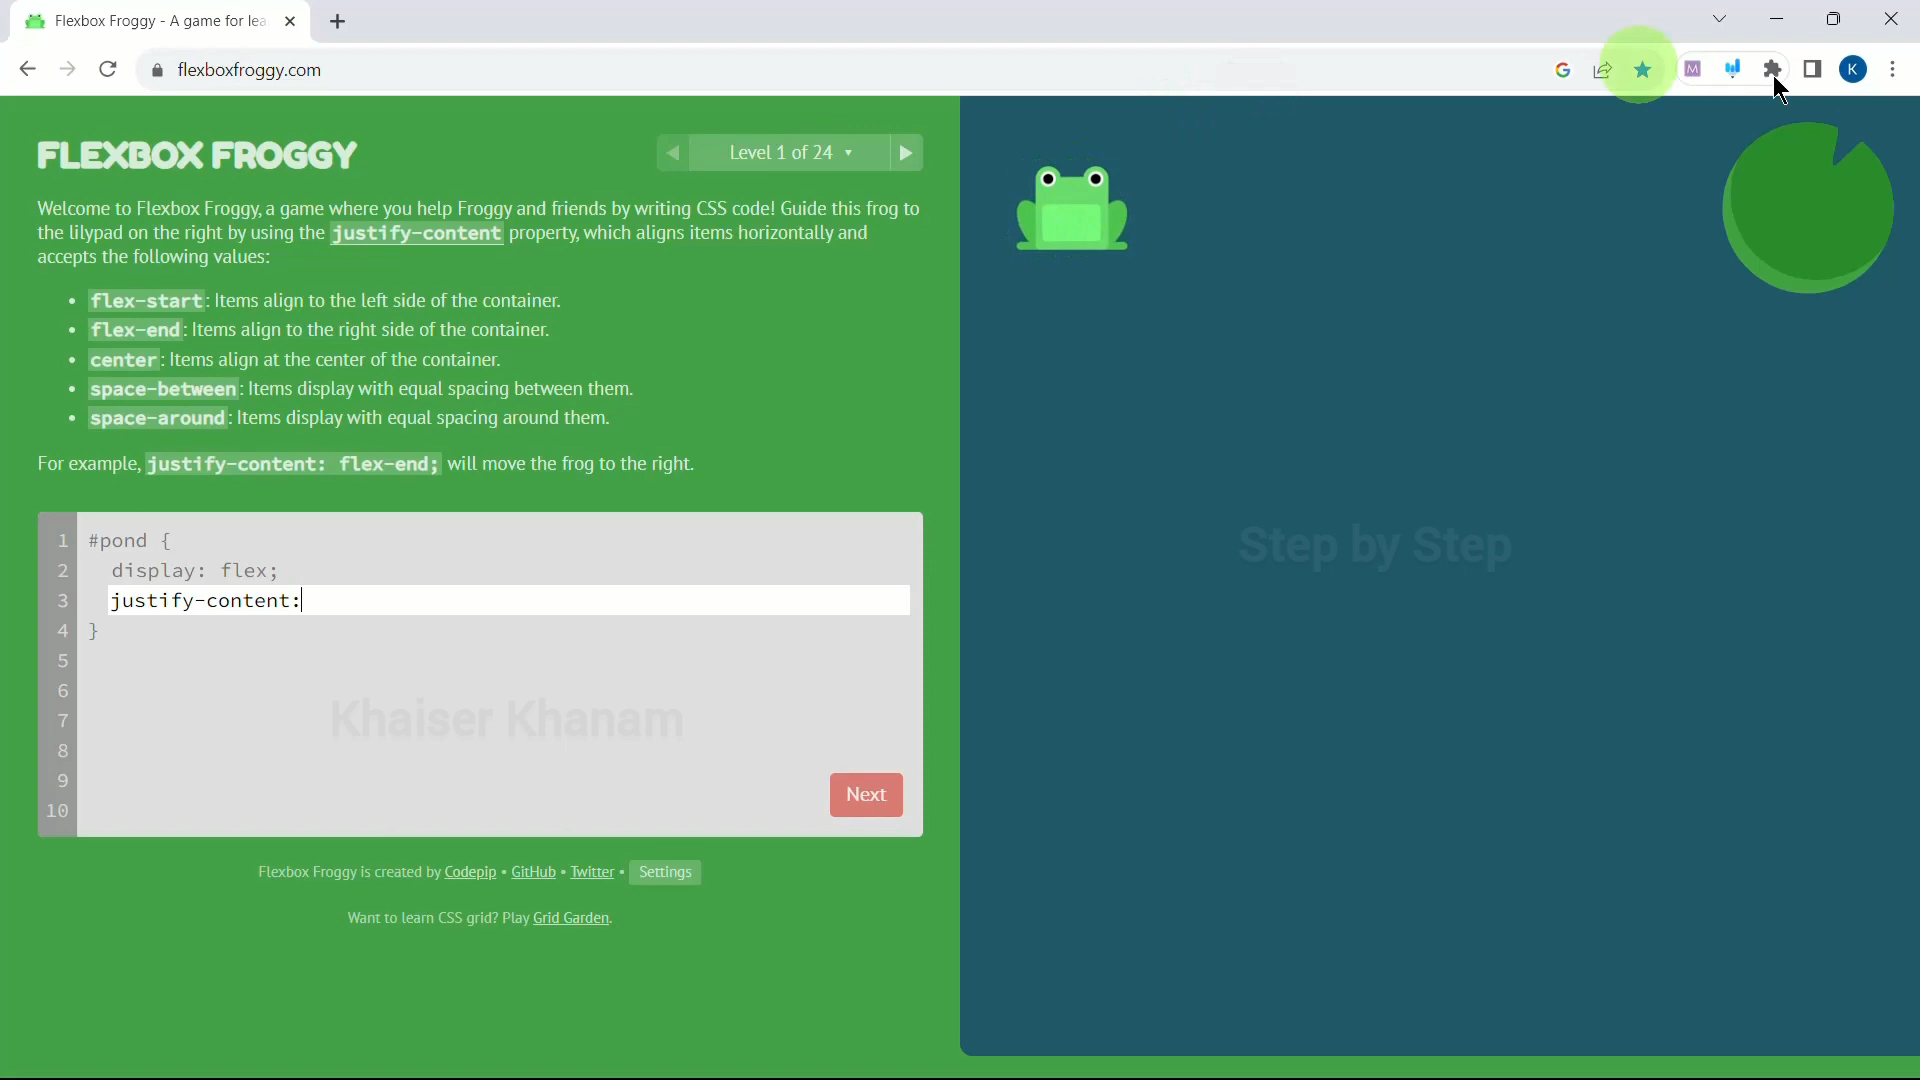 Flexbox Froggy - A game for lea
flexboxfroggy.com
K
FLEXBOX FROGGY
Level 1 of 24
Welcome to Flexbox Froggy, a game where you help Froggy and friends by writing CSS code! Guide this frog to
the lilypad on the right by using the justify-content property, which aligns items horizontally and
accepts the following values:
• flex-start: Items align to the left side of the container.
• flex-end: Items align to the right side of the container.
• center: Items align at the center of the container.
• space-between: Items display with equal spacing between them.
• space-around: Items display with equal spacing around them.
For example, justify-content: flex-end; will move the frog to the right.
1 #pond {
2 display: flex;
3 justify-content:
4 }
5
6
7
8
9
10
Khaiser Khanam
Next
Flexbox Froggy is created by Codepip • GitHub • Twitter • Settings
Want to learn CSS grid? Play Grid Garden.
Step by Step